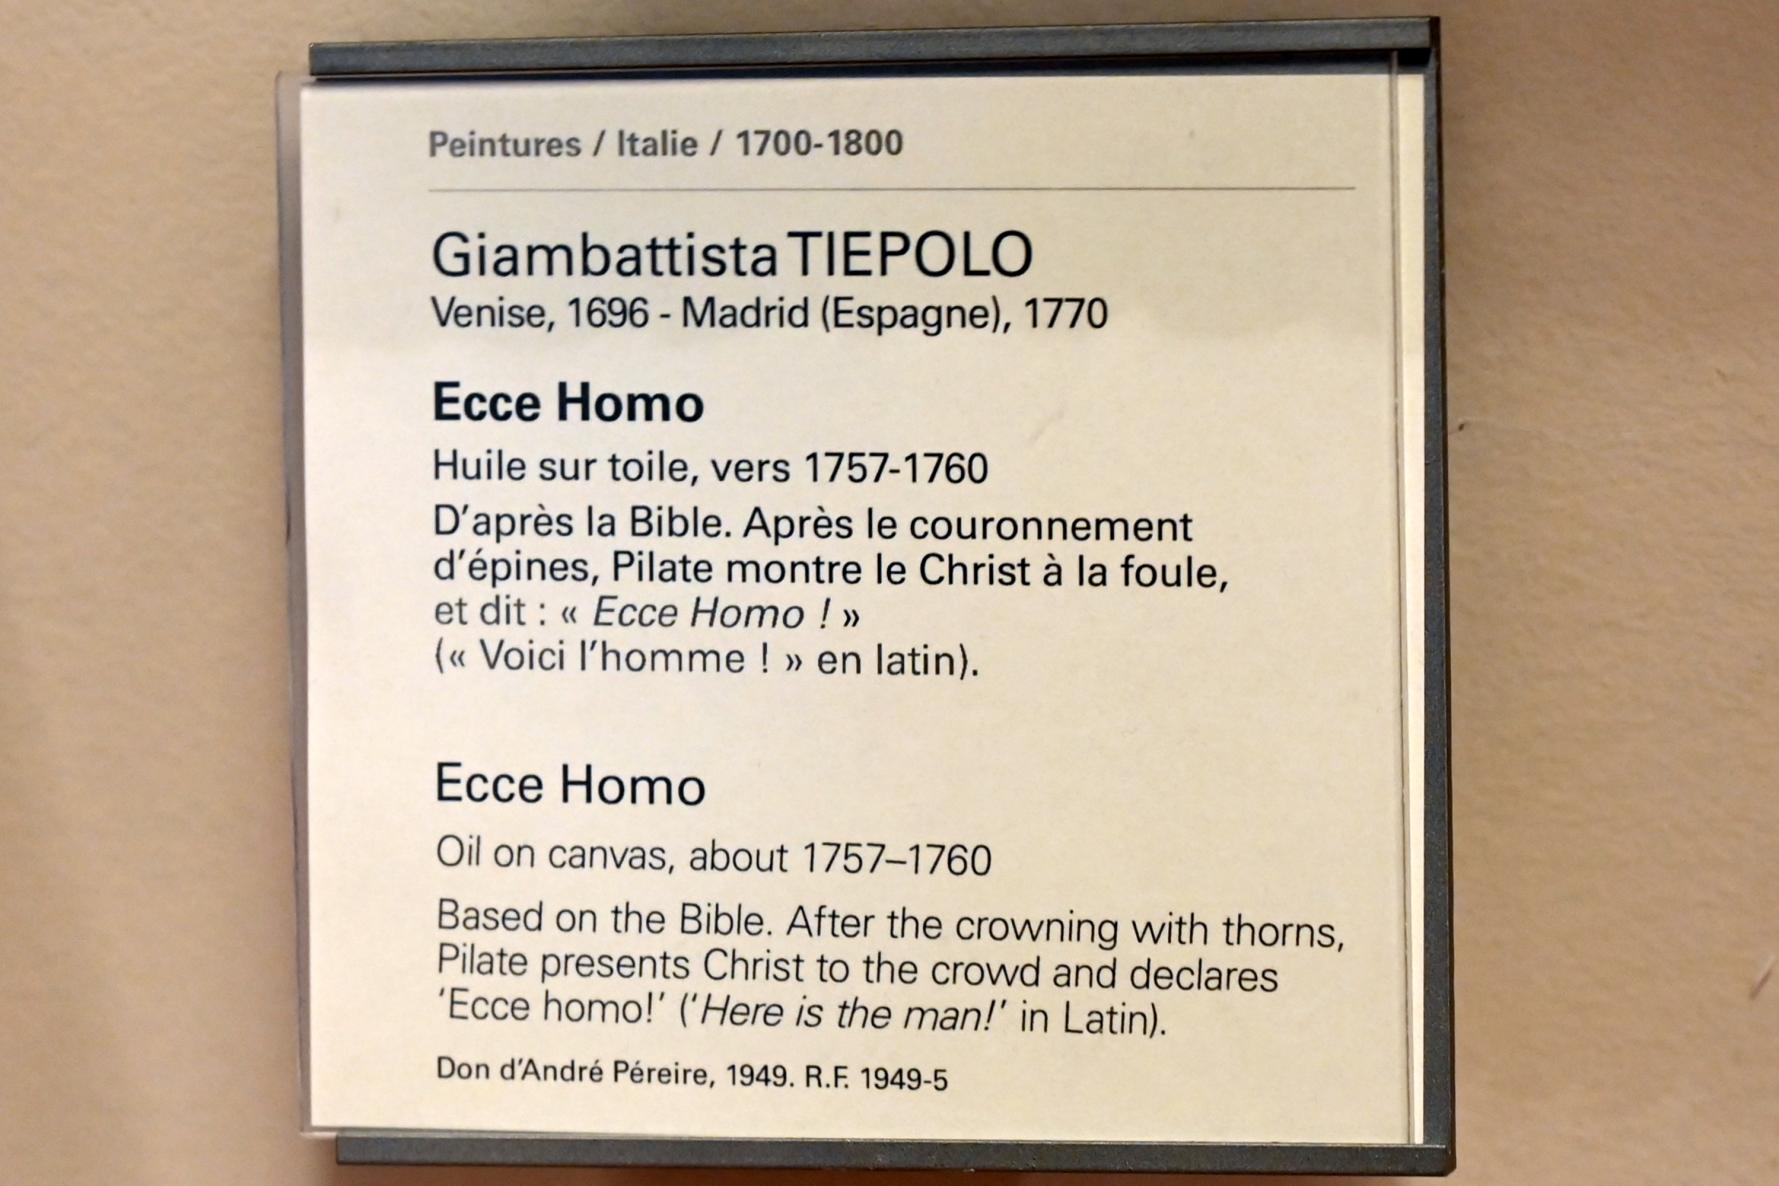 Peintures / Italie / 1700-1800
Giambattista TIEPOLO
Venise, 1696 - Madrid (Espagne), 1770
Ecce Homo
Huile sur toile, vers 1757-1760
D'après la Bible. Après le couronnement
d'épines, Pilate montre le Christ à la foule,
et dit : « Ecce Homo ! »
(« Voici l'homme ! » en latin).
Ecce Homo
Oil on canvas, about 1757–1760
Based on the Bible. After the crowning with thorns,
Pilate presents Christ to the crowd and declares
'Ecce homo!' ('Here is the man!' in Latin).
Don d'André Péreire, 1949. R.F. 1949-5